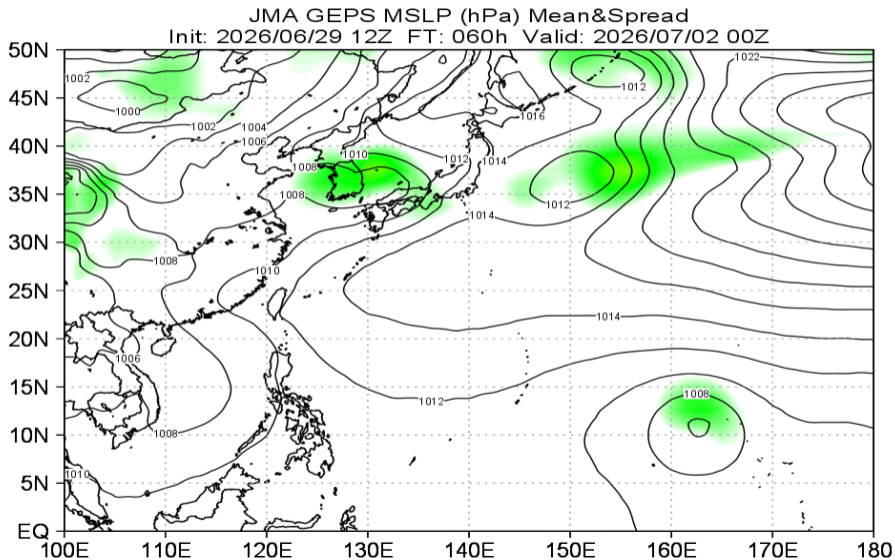 JMA GEPS MSLP (hPa) Mean&Spread
Init: 2026/06/29 12Z FT: 060h Valid: 2026/07/02 00Z
50N
1022
1002
1012
45N
1000
1016
1002
1004
1006
40N
1010
1012
1014
1008
35N
1008
1012
1014
30N
1008
1010
25N
1014
20N
1006
15N
1008
1012
10N
1008
1010
5N
EQ
100E 110E 120E 130E 140E 150E 160E 170E 180